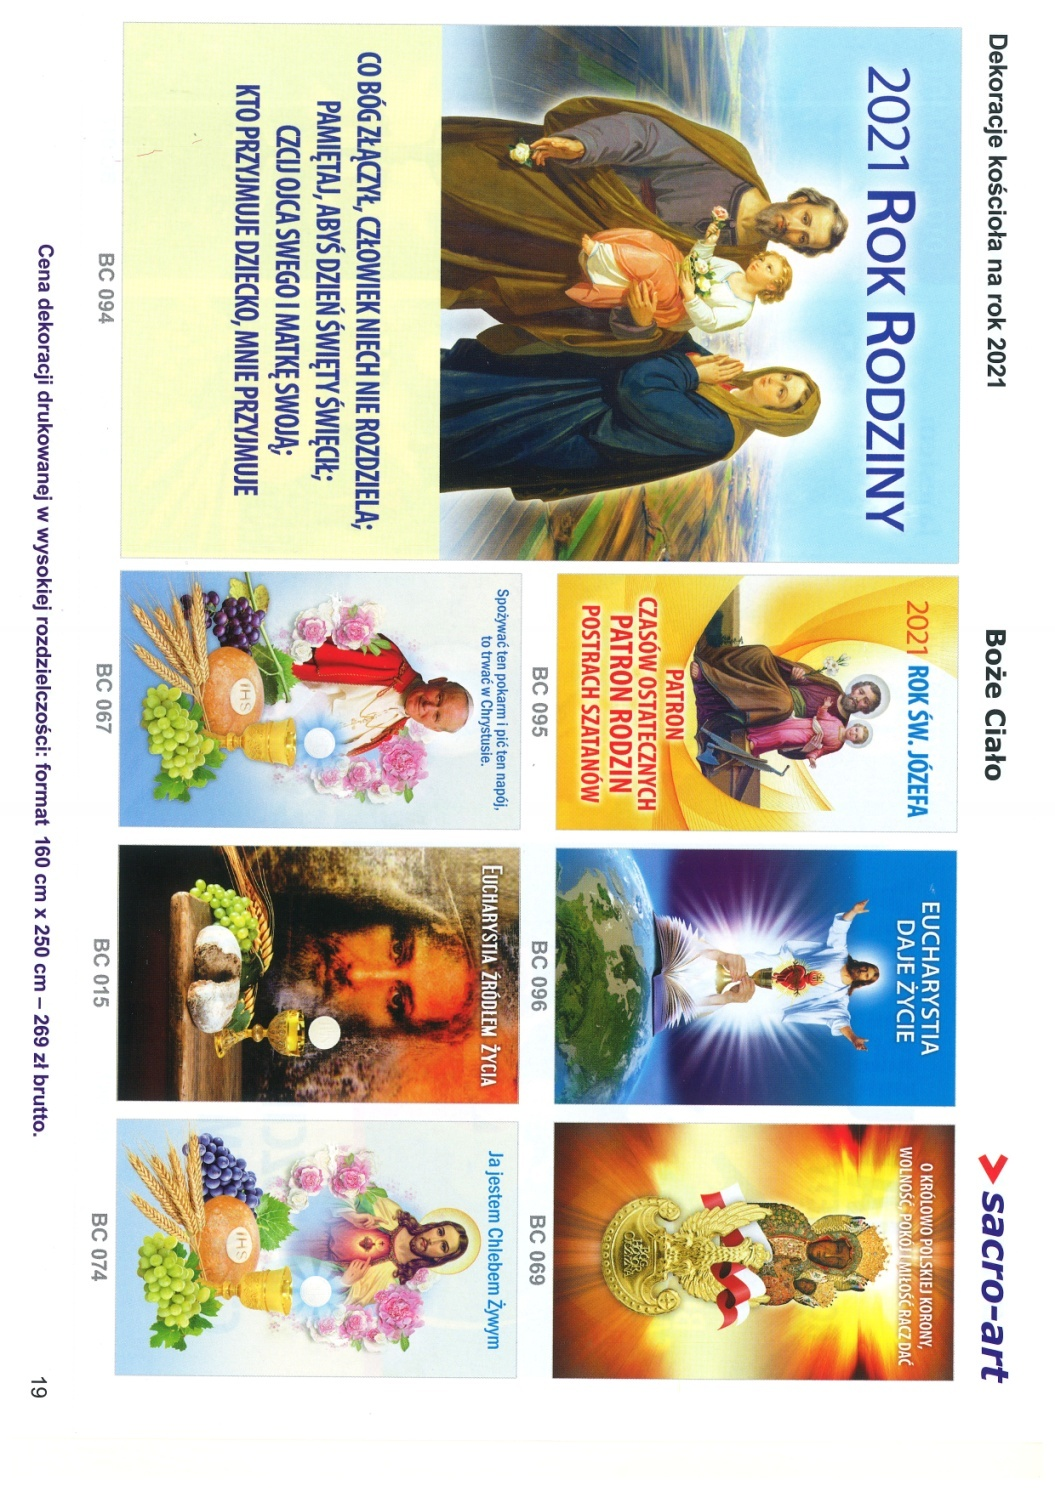 Dekoracje kościoła na rok 2021
Boże Ciało
sacro-art
2021 ROK RODZINY
CO BÓG ZŁĄCZYŁ, CZŁOWIEK NIECH NIE ROZDZIELA;
PAMIĘTAJ, ABYŚ DZIEŃ ŚWIĘTY ŚWIĘCIŁ;
CZCIJ OJCA SWEGO I MATKĘ SWOJĄ;
KTO PRZYJMUJE DZIECKO, MNIE PRZYJMUJE
BC 094
2021 ROK ŚW. JÓZEFA
PATRON
CZASÓW OSTATECZNYCH
PATRON RODZIN
POSTRACH SZATANÓW
BC 095
EUCHARYSTIA
DAJE ŻYCIE
BC 096
O KRÓLOWO POLSKIEJ KORONY,
WOLNOŚĆ, POKÓJ I MIŁOŚĆ RACZ DAĆ
BC 069
Spożywać ten pokarm i pić ten napój,
to trwać w Chrystusie.
IHS
BC 067
EUCHARYSTIA ŹRÓDŁEM ŻYCIA
BC 015
Ja jestem Chlebem Żywym
IHS
BC 074
Cena dekoracji drukowanej w wysokiej rozdzielczości: format 160 cm x 250 cm – 269 zł brutto.
19